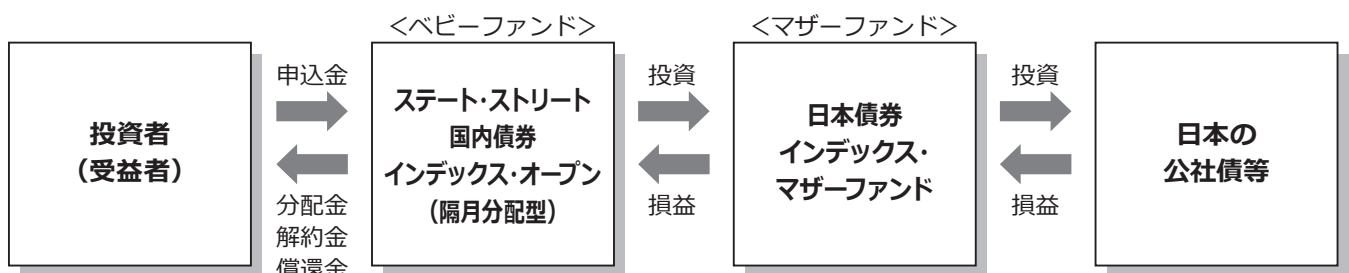 <ベビーファンド>
<マザーファンド>
投資者
(受益者)
申込金
分配金
解約金
償還金
ステート・ストリート
国内債券
インデックス・オープン
(隔月分配型)
投資
損益
日本債券
インデックス・
マザーファンド
投資
損益
日本の
公社債等